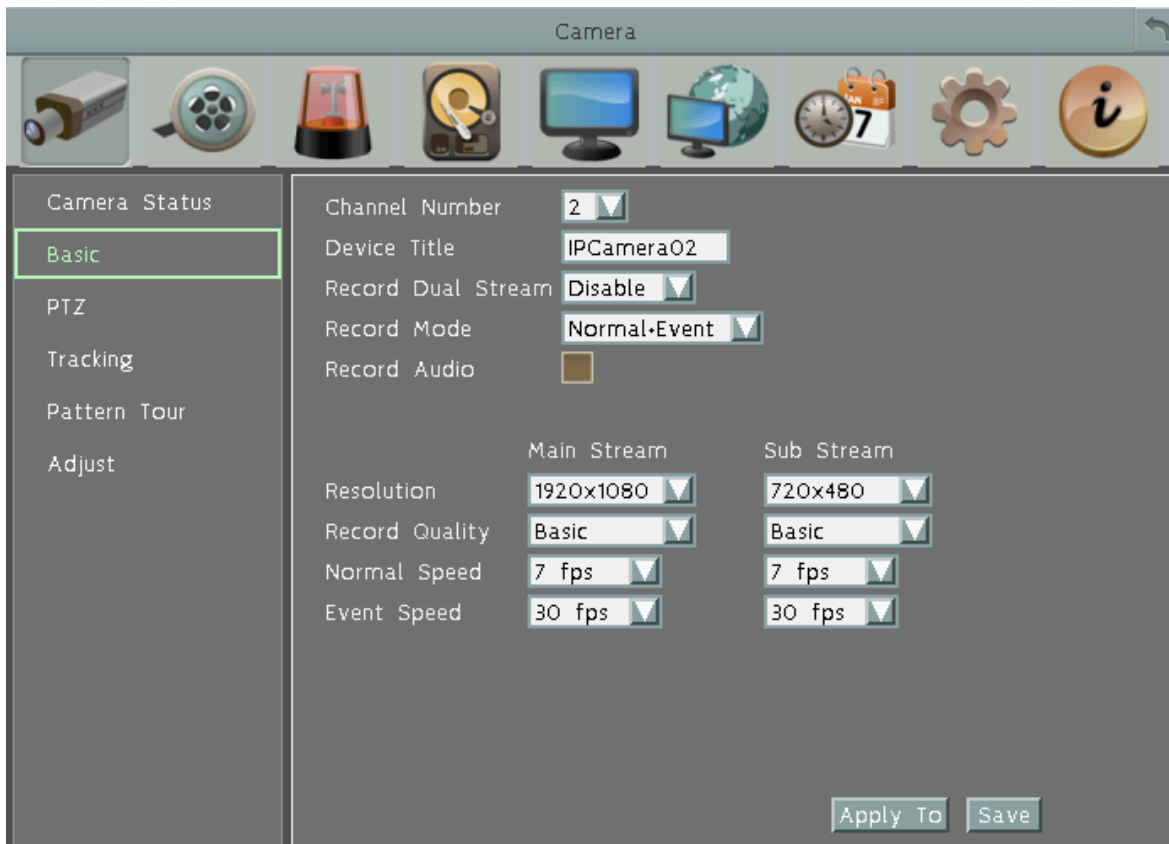 Camera
JAN
7
i
Camera Status
Basic
PTZ
Tracking
Pattern Tour
Adjust
Channel Number 2
Device Title IPCamera02
Record Dual Stream Disable
Record Mode Normal+Event
Record Audio
Main Stream Sub Stream
Resolution 1920x1080 720x480
Record Quality Basic Basic
Normal Speed 7 fps 7 fps
Event Speed 30 fps 30 fps
Apply To Save